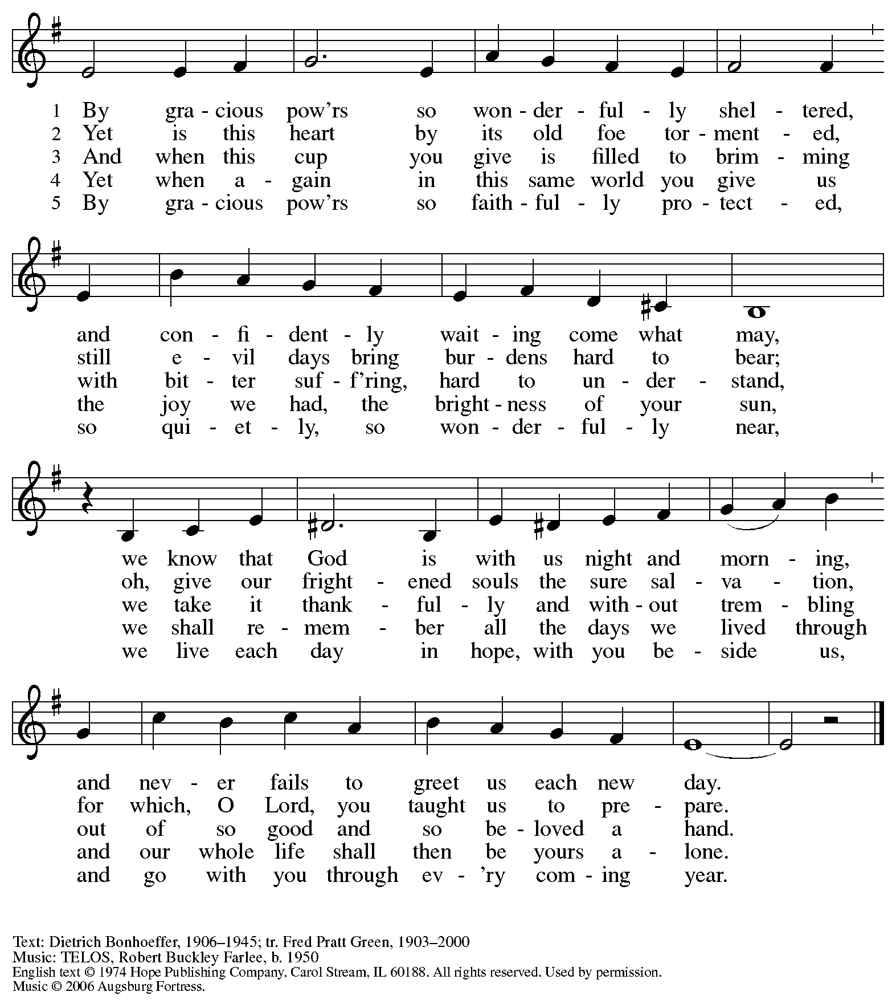 1 By gra - cious pow'rs so won - der - ful - ly shel - tered,
2 Yet is this heart by its old foe tor - ment - ed,
3 And when this cup you give is filled to brim - ming
4 Yet when a - gain in this same world you give us
5 By gra - cious pow'rs so faith - ful - ly pro - tect - ed,
and con - fi - dent - ly wait - ing come what may,
still e - vil days bring bur - dens hard to bear;
with bit - ter suf - f'ring, hard to un - der - stand,
the joy we had, the bright - ness of your sun,
so qui - et - ly, so won - der - ful - ly near,
we know that God is with us night and morn - ing,
oh, give our fright - ened souls the sure sal - va - tion,
we take it thank - ful - ly and with - out trem - bling
we shall re - mem - ber all the days we lived through
we live each day in hope, with you be - side us,
and nev - er fails to greet us each new day.
for which, O Lord, you taught us to pre - pare.
out of so good and so be - loved a hand.
and our whole life shall then be yours a - lone.
and go with you through ev - 'ry com - ing year.
Text: Dietrich Bonhoeffer, 1906–1945; tr. Fred Pratt Green, 1903–2000
Music: TELOS, Robert Buckley Farlee, b. 1950
English text © 1974 Hope Publishing Company, Carol Stream, IL 60188. All rights reserved. Used by permission.
Music © 2006 Augsburg Fortress.